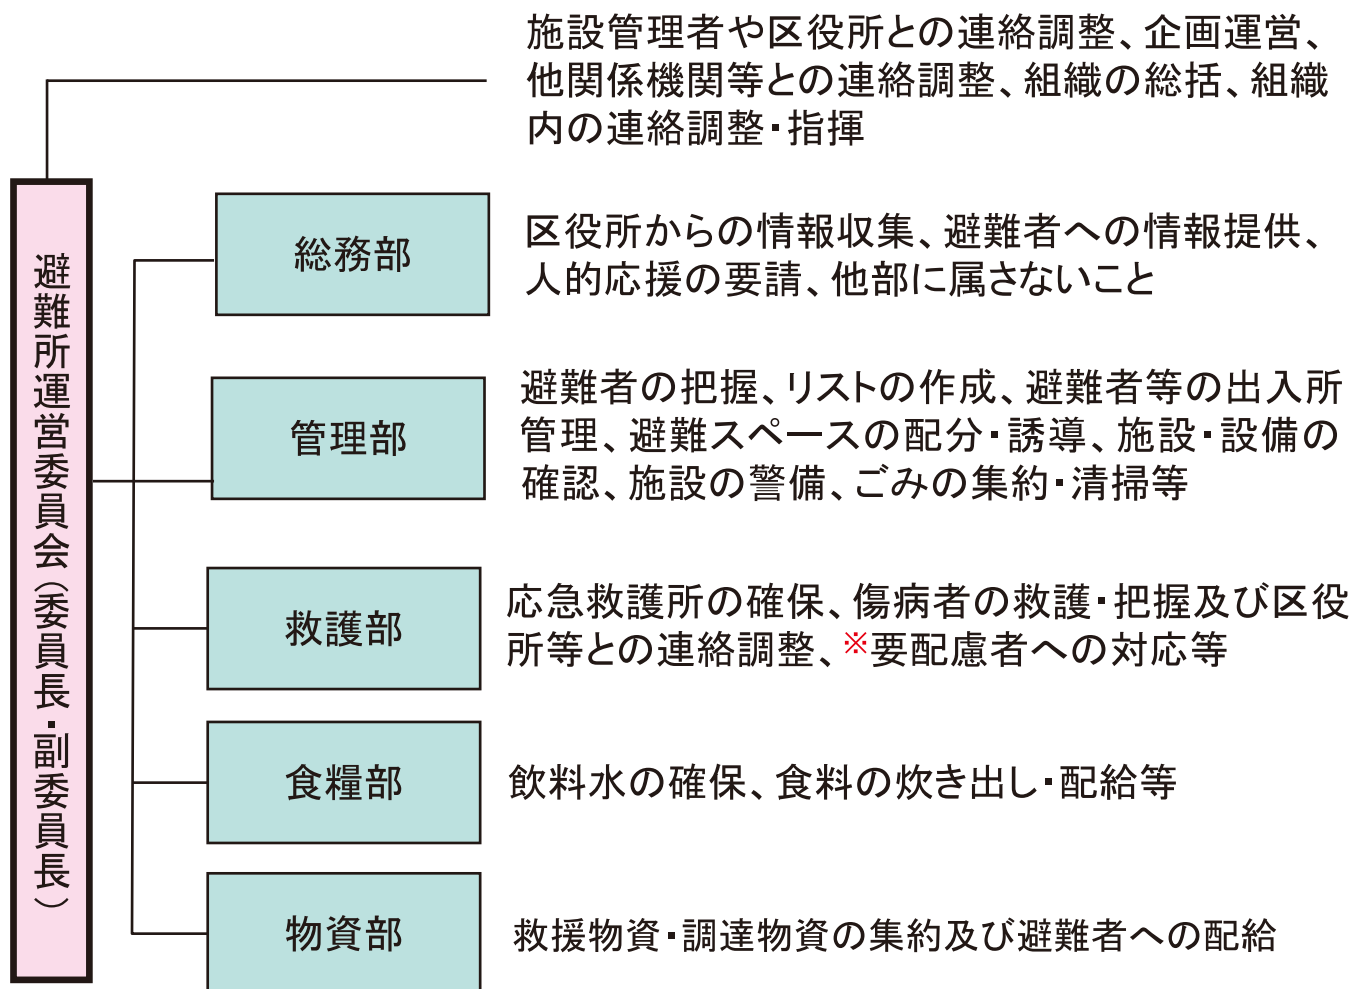 施設管理者や区役所との連絡調整、企画運営、
他関係機関等との連絡調整、組織の総括、組織
内の連絡調整・指揮
避難所運営委員会（委員長・副委員長）
総務部
区役所からの情報収集、避難者への情報提供、
人的応援の要請、他部に属さないこと
管理部
避難者の把握、リストの作成、避難者等の出入所
管理、避難スペースの配分・誘導、施設・設備の
確認、施設の警備、ごみの集約・清掃等
救護部
応急救護所の確保、傷病者の救護・把握及び区役
所等との連絡調整、※要配慮者への対応等
食糧部
飲料水の確保、食料の炊き出し・配給等
物資部
救援物資・調達物資の集約及び避難者への配給